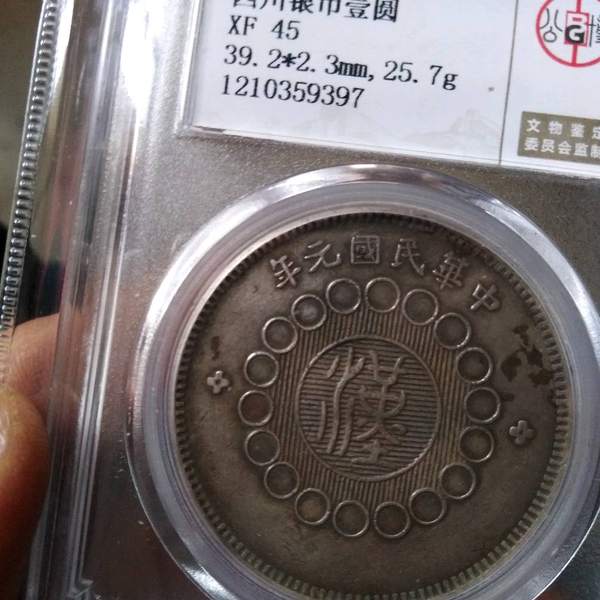 四川银币壹圆
XF 45
39.2*2.3mm,25.7g
1210359397
公
G
文物鉴定
委员会监制
中華民國元年
漢